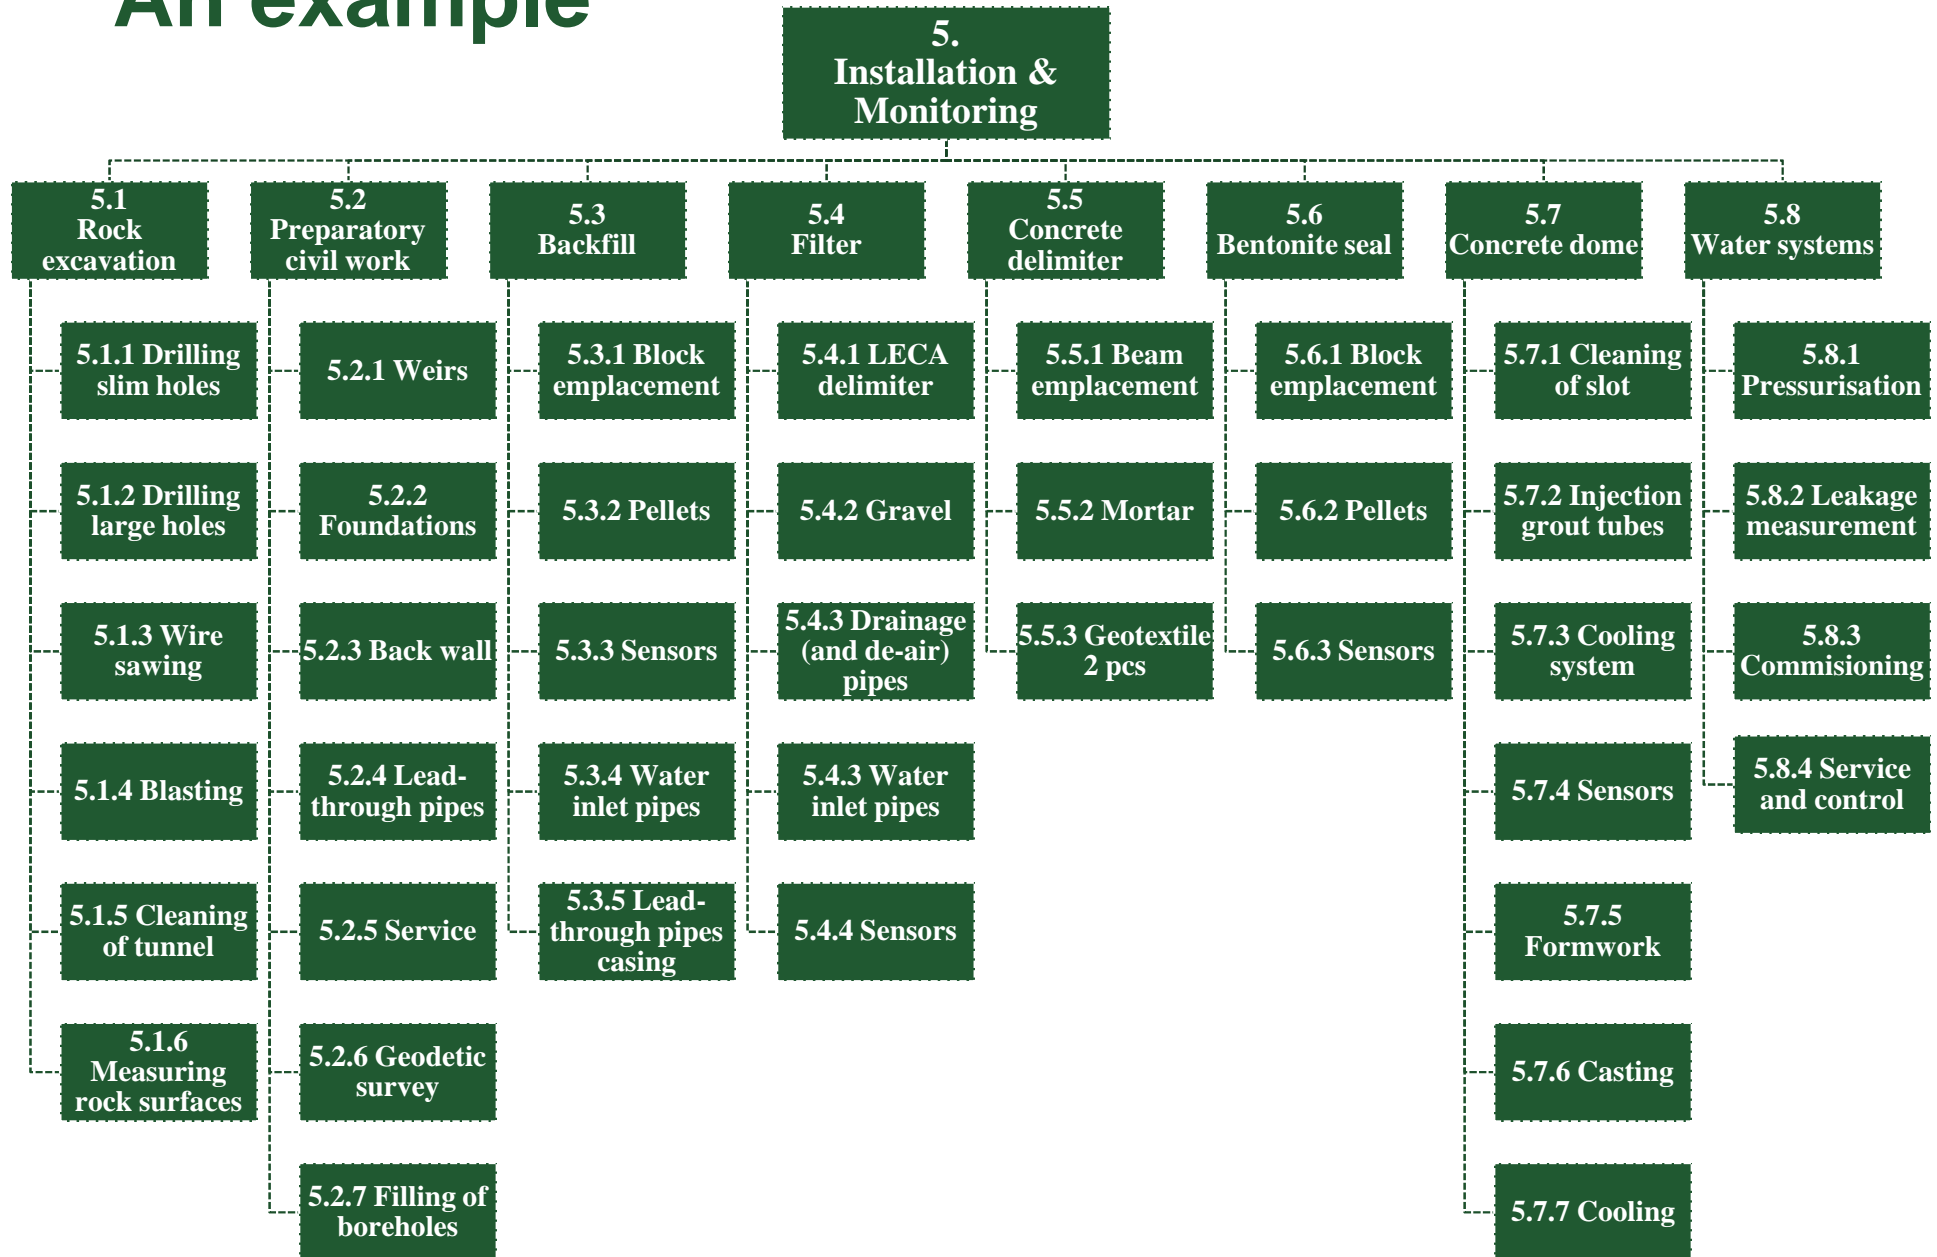 An example
5.
Installation &
Monitoring
5.1
Rock
excavation
5.1.1 Drilling
slim holes
5.1.2 Drilling
large holes
5.1.3 Wire
sawing
5.1.4 Blasting
5.1.5 Cleaning
of tunnel
5.1.6
Measuring
rock surfaces
5.2
Preparatory
civil work
5.2.1 Weirs
5.2.2
Foundations
5.2.3 Back wall
5.2.4 Lead-
through pipes
5.2.5 Service
5.2.6 Geodetic
survey
5.2.7 Filling of
boreholes
5.3
Backfill
5.3.1 Block
emplacement
5.3.2 Pellets
5.3.3 Sensors
5.3.4 Water
inlet pipes
5.3.5 Lead-
through pipes
casing
5.4
Filter
5.4.1 LECA
delimiter
5.4.2 Gravel
5.4.3 Drainage
(and de-air)
pipes
5.4.3 Water
inlet pipes
5.4.4 Sensors
5.5
Concrete
delimiter
5.5.1 Beam
emplacement
5.5.2 Mortar
5.5.3 Geotextile
2 pcs
5.6
Bentonite seal
5.6.1 Block
emplacement
5.6.2 Pellets
5.6.3 Sensors
5.7
Concrete dome
5.7.1 Cleaning
of slot
5.7.2 Injection
grout tubes
5.7.3 Cooling
system
5.7.4 Sensors
5.7.5
Formwork
5.7.6 Casting
5.7.7 Cooling
5.8
Water systems
5.8.1
Pressurisation
5.8.2 Leakage
measurement
5.8.3
Commisioning
5.8.4 Service
and control